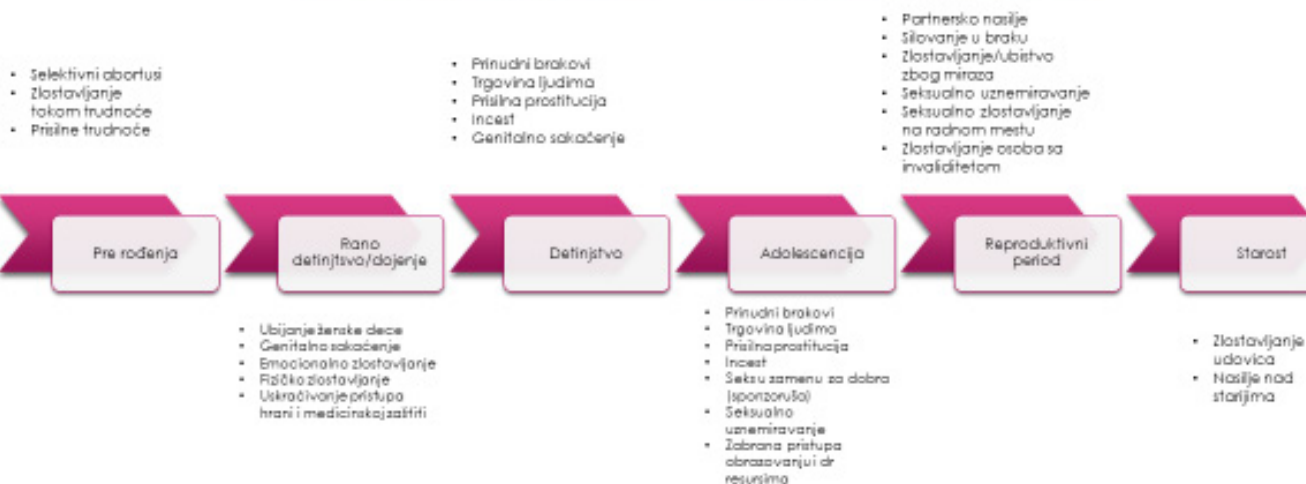 • Selektivni abortusi
• Zlostavljanje
tokom trudnoće
• Prisilne trudnoće
• Prinudni brakovi
• Trgovina ljudima
• Prisilna prostitucija
• Incest
• Genitalno sakaćenje
• Partnersko nasilje
• Silovanje u braku
• Zlostavljanje/ubistvo
zbog miraza
• Seksualno uznemiravanje
• Seksualno zlostavljanje
na radnom mestu
• Zlostavljanje osoba sa
invaliditetom
Pre rođenja
Rano
detinjtsvo/dojenje
Detinjstvo
Adolescencija
Reproduktivni
period
Starost
• Ubijanje ženske dece
• Genitalno sakaćenje
• Emocionalno zlostavljanje
• Fizičko zlostavljanje
• Uskraćivanje pristupa
hrani i medicinskoj zaštiti
• Prinudni brakovi
• Trgovina ljudima
• Prisilna prostitucija
• Incest
• Seks u zamenu za dobra
(sponzoruša)
• Seksualno
uznemiravanje
• Zabrana pristupa
obrazovanju i dr
resursima
• Zlostavljanje
udovica
• Nasilje nad
starijima